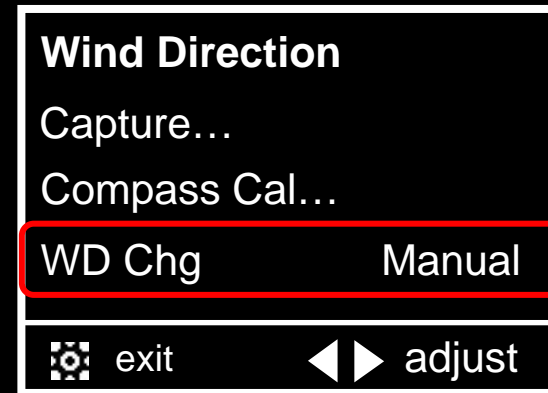 Wind Direction
Capture…
Compass Cal…
WD Chg Manual
exit adjust